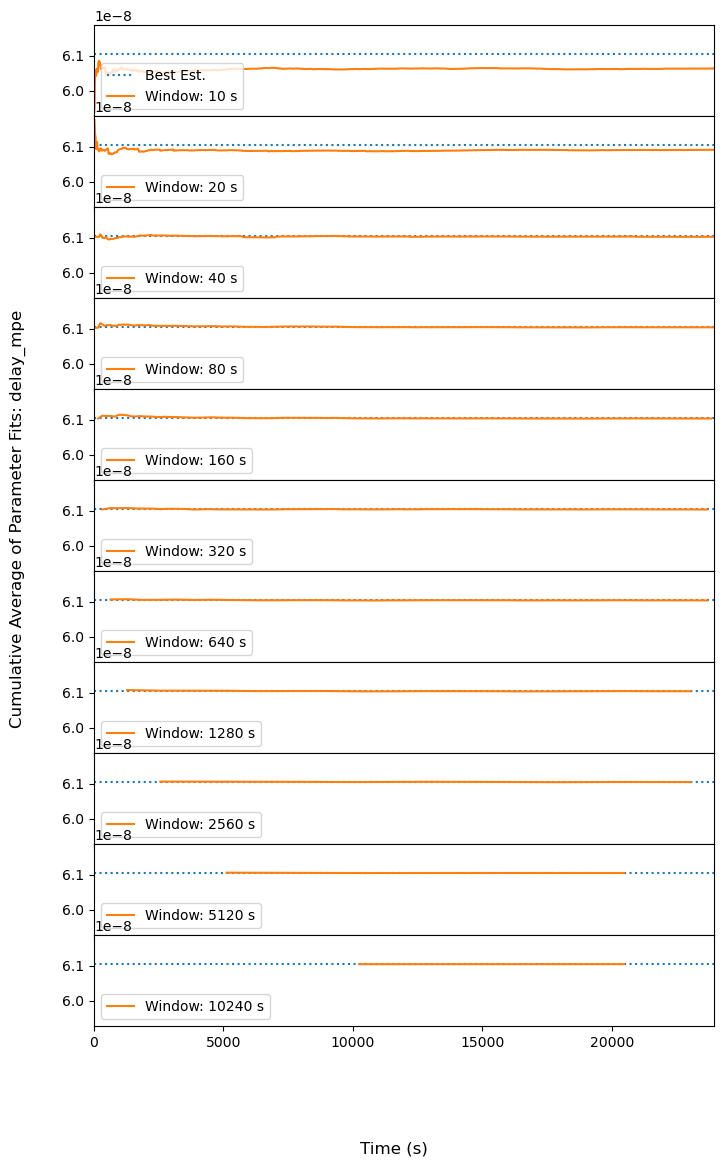 1e−8
6.1
6.0
Best Est.
Window: 10 s
1e−8
6.1
6.0
Window: 20 s
1e−8
6.1
6.0
Window: 40 s
1e−8
6.1
6.0
Window: 80 s
1e−8
6.1
6.0
Window: 160 s
1e−8
6.1
6.0
Window: 320 s
1e−8
6.1
6.0
Window: 640 s
1e−8
6.1
6.0
Window: 1280 s
1e−8
6.1
6.0
Window: 2560 s
1e−8
6.1
6.0
Window: 5120 s
1e−8
6.1
6.0
Window: 10240 s
0 5000 10000 15000 20000
Time (s)
Cumulative Average of Parameter Fits: delay_mpe